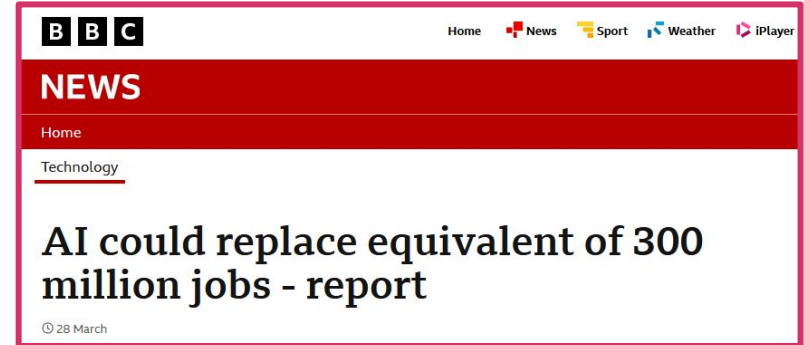 BBC
Home News Sport Weather iPlayer
NEWS
Home
Technology
AI could replace equivalent of 300
million jobs - report
28 March